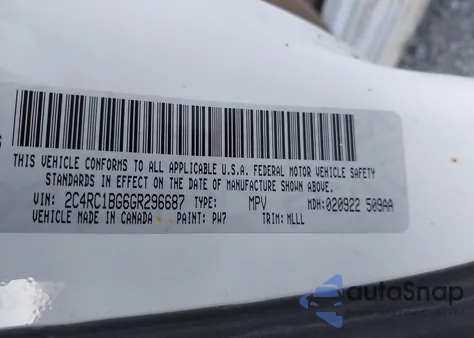 THIS VEHICLE CONFORMS TO ALL APPLICABLE U.S.A. FEDERAL MOTOR VEHICLE SAFETY
STANDARDS IN EFFECT ON THE DATE OF MANUFACTURE SHOWN ABOVE.
VIN: 2C4RC1BG6GR296687 TYPE: MPV MDH:020922 509AA
VEHICLE MADE IN CANADA PAINT: PW7 TRIM: MLLL
autoSnap